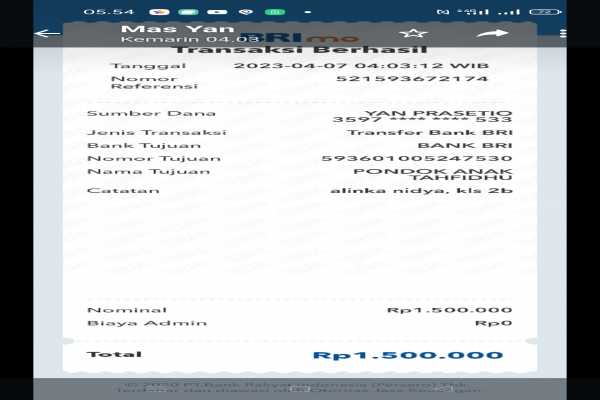 05.54
72
Mas Yan
Kemarin 04.03
BRImo
Transaksi Berhasil
Tanggal 2023-04-07 04:03:12 WIB
Nomor Referensi 521593672174
Sumber Dana YAN PRASETIO
3597 **** **** 533
Jenis Transaksi Transfer Bank BRI
Bank Tujuan BANK BRI
Nomor Tujuan 593601005247530
Nama Tujuan PONDOK ANAK
TAHFIDHU
Catatan alinka nidya, kls 2b
Nominal Rp1.500.000
Biaya Admin Rp0
Total Rp1.500.000
© 2020 PT.Bank Rakyat Indonesia (Persero) Tbk.
Terdaftar dan diawasi oleh Otoritas Jasa Keuangan